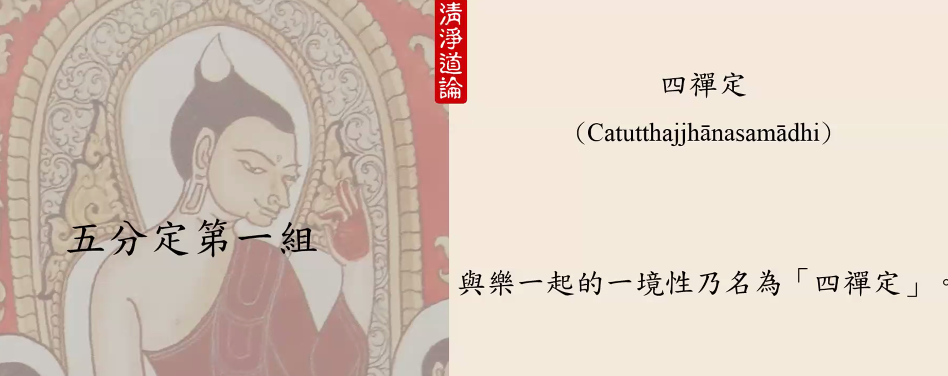 清淨道論
四禪定
（Catutthajjhānasamādhi）
五分定第一組
與樂一起的一境性乃名為「四禪定」。